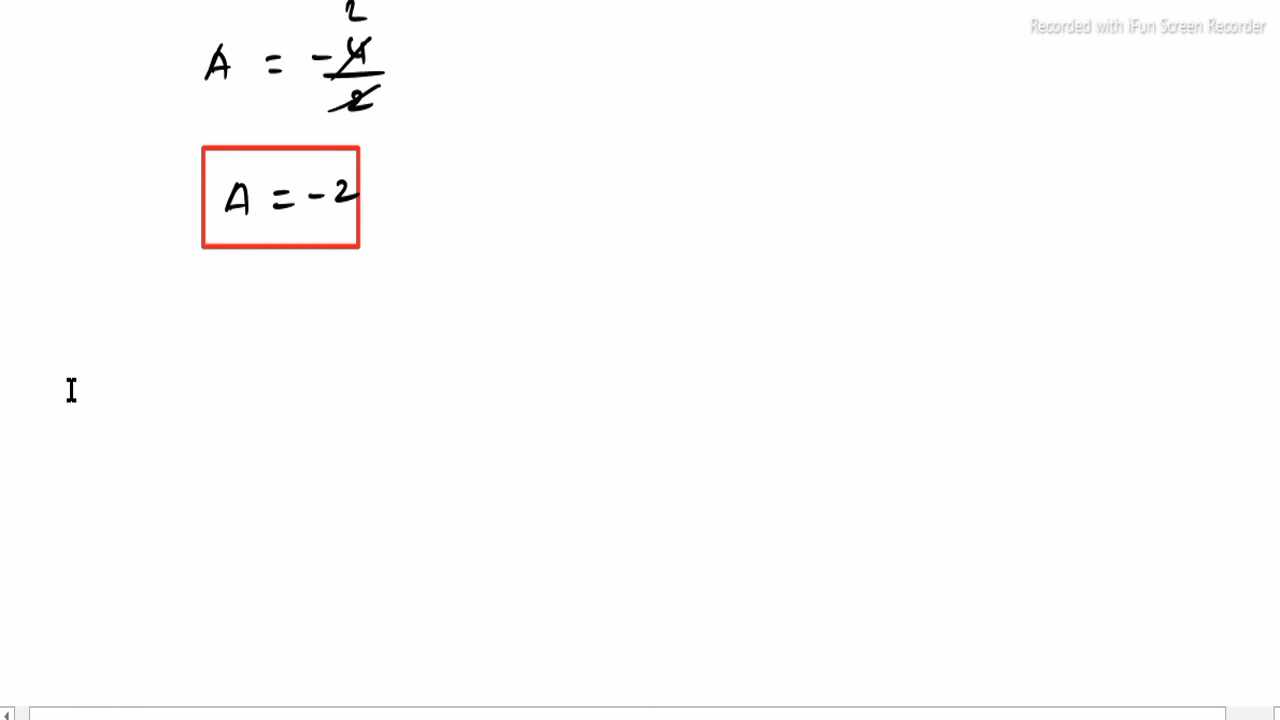 Recorded with iFun Screen Recorder
2
A = -4/2
A = -2